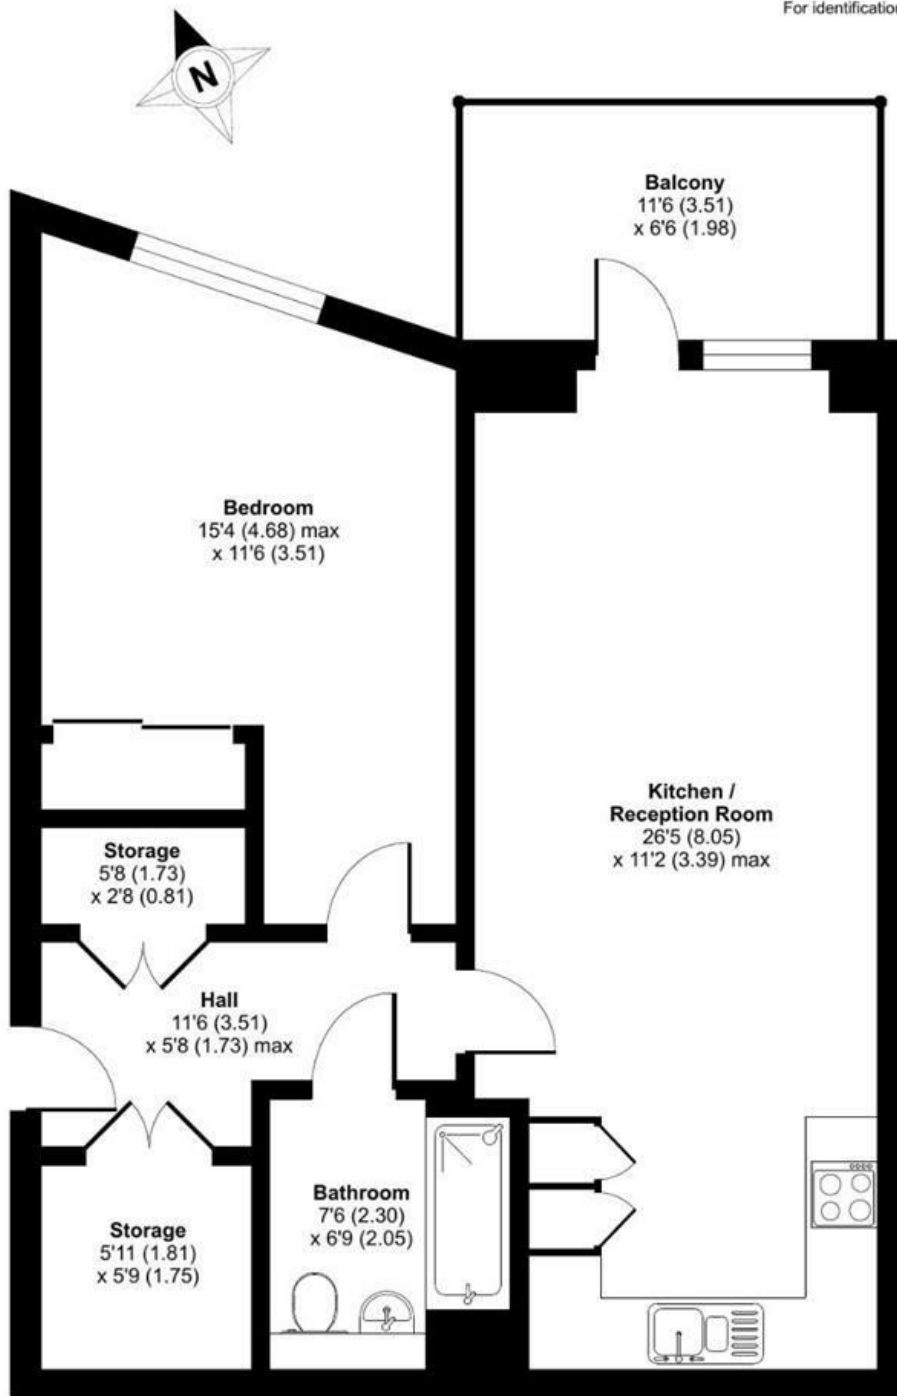 For identification
N
Balcony
11'6 (3.51)
x 6'6 (1.98)
Bedroom
15'4 (4.68) max
x 11'6 (3.51)
Kitchen /
Reception Room
26'5 (8.05)
x 11'2 (3.39) max
Storage
5'8 (1.73)
x 2'8 (0.81)
Hall
11'6 (3.51)
x 5'8 (1.73) max
Bathroom
7'6 (2.30)
x 6'9 (2.05)
Storage
5'11 (1.81)
x 5'9 (1.75)